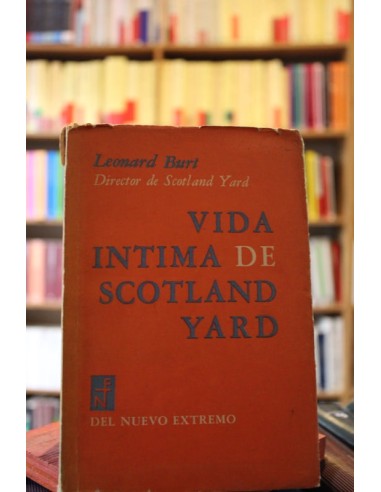 Leonard Burt
Director de Scotland Yard
VIDA
INTIMA DE
SCOTLAND
YARD
E
N
DEL NUEVO EXTREMO